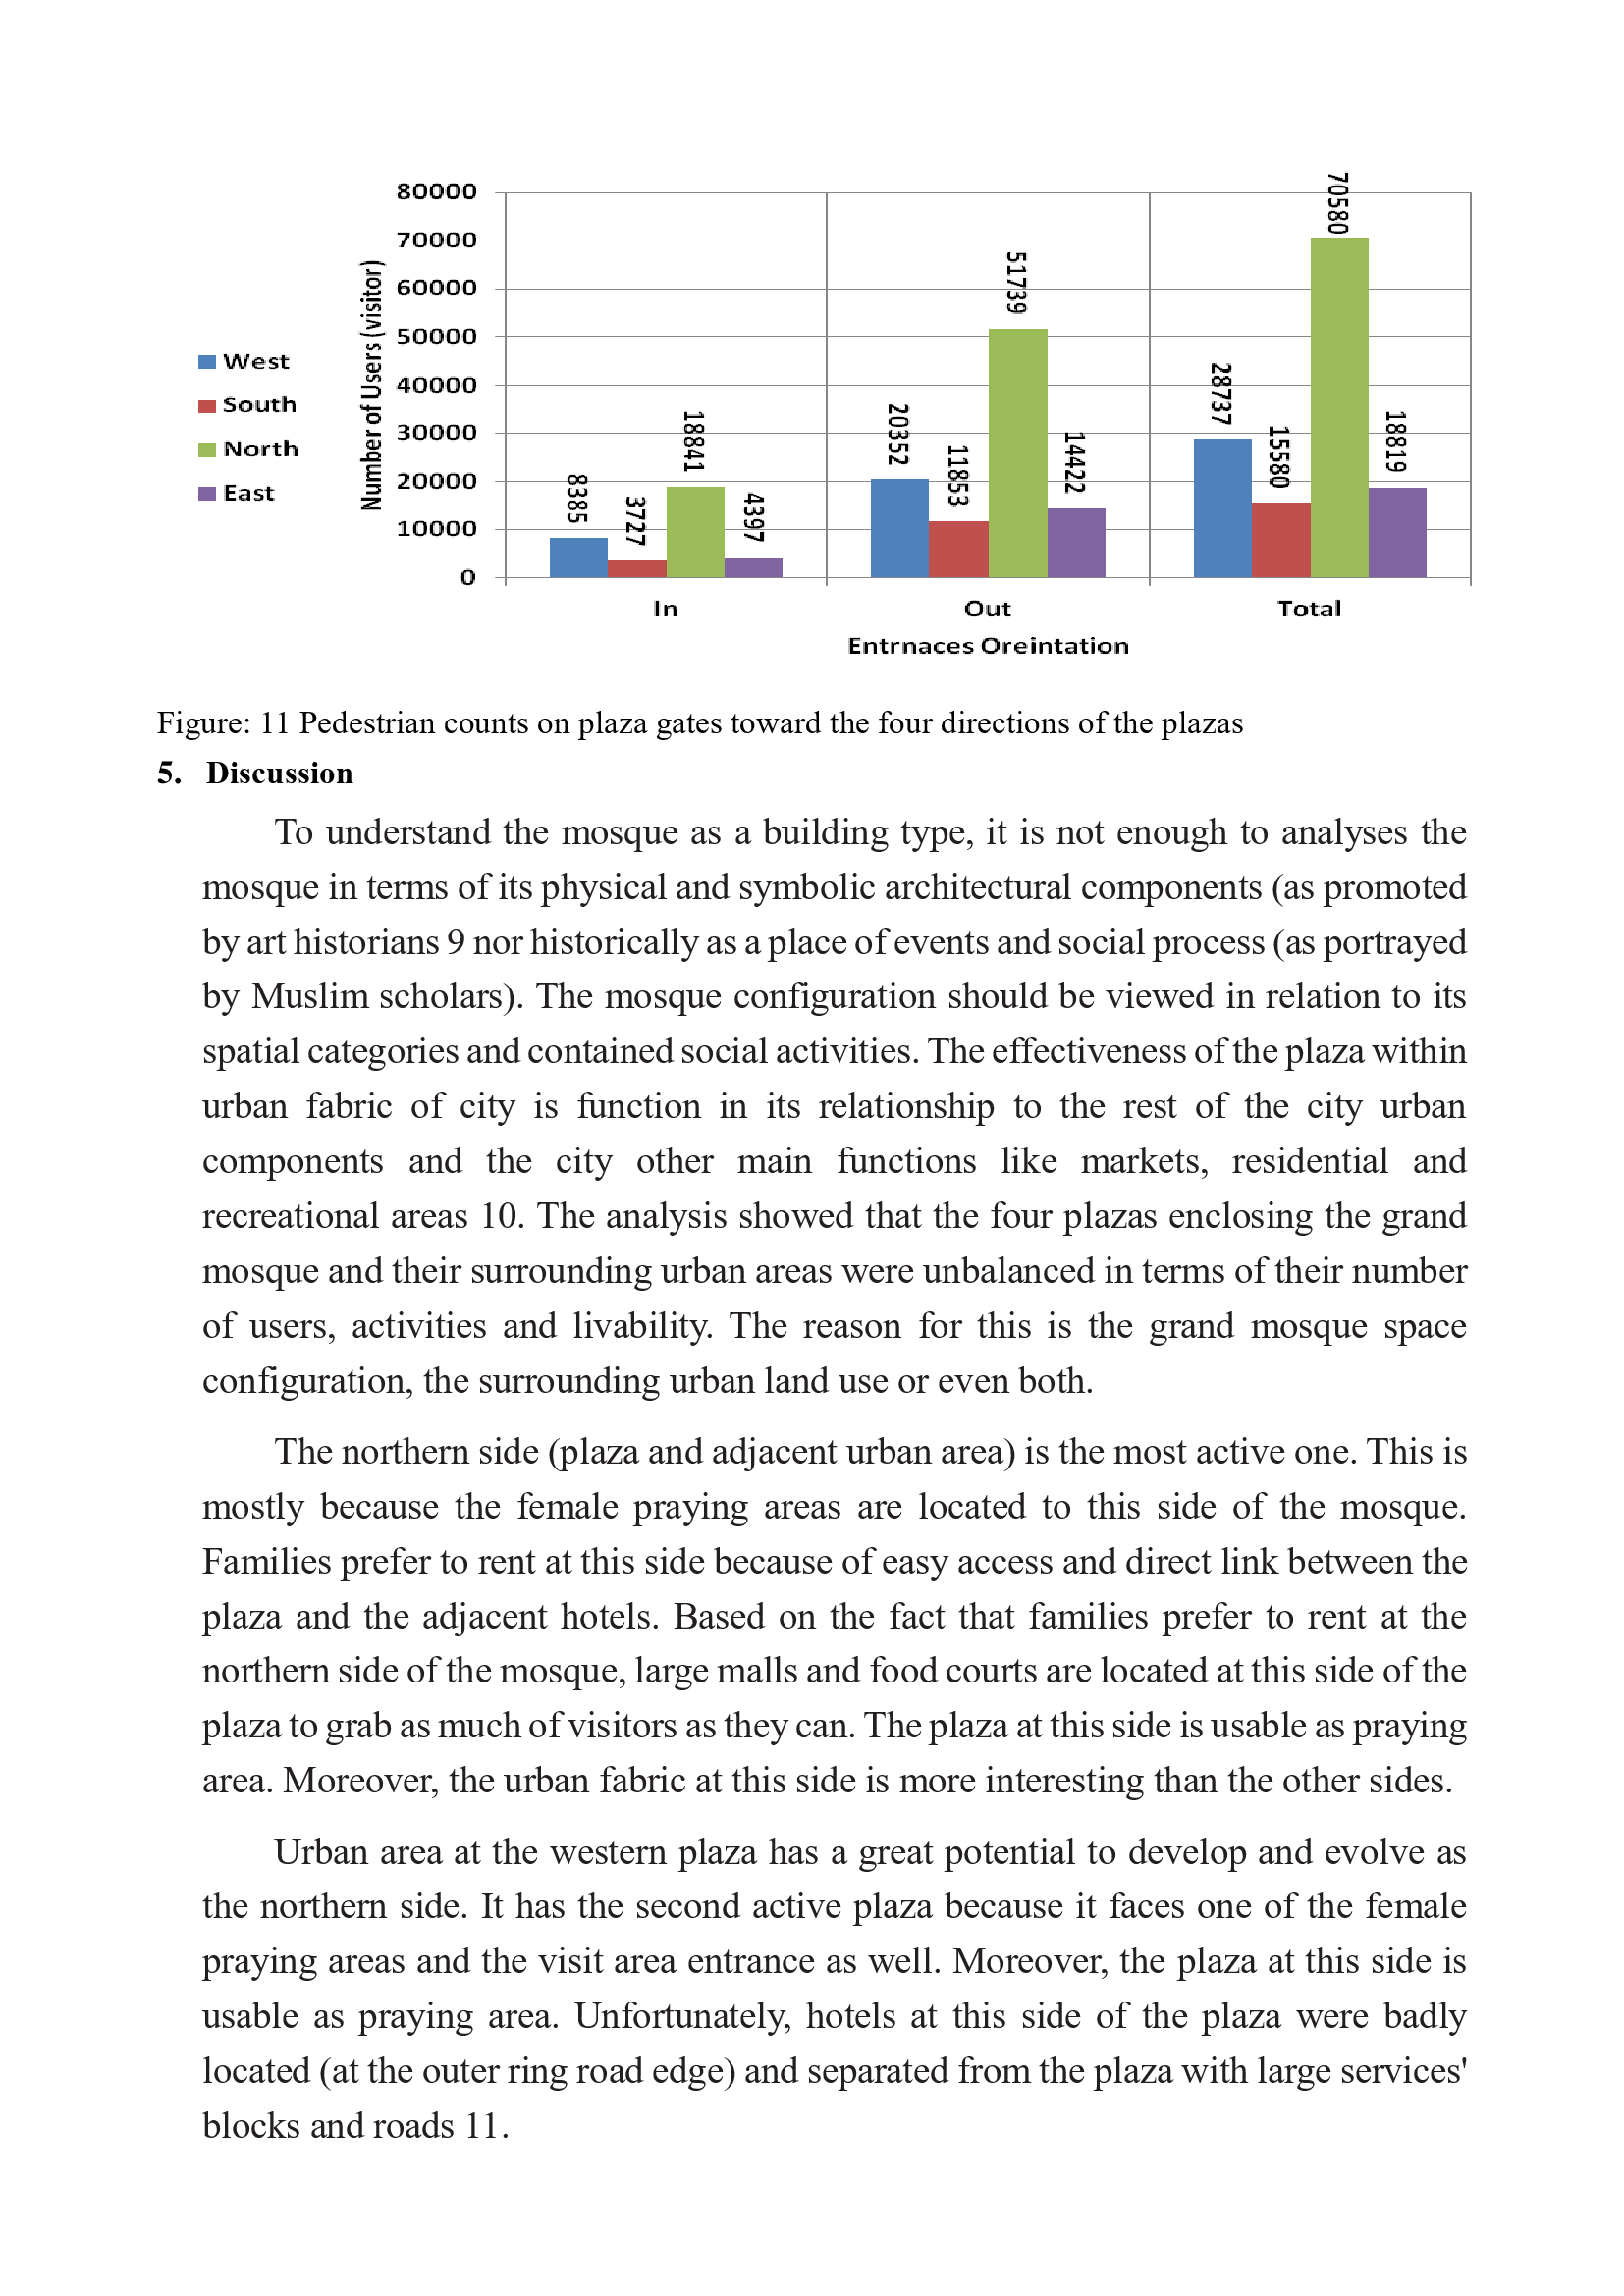 80000
70000
60000
50000
40000
30000
20000
10000
0
Number of Users (visitor)
West
South
North
East
8385
3727
18841
4397
20352
11853
51739
14422
28737
15580
70580
18819
In
Out
Total
Entrnaces Oreintation
Figure: 11 Pedestrian counts on plaza gates toward the four directions of the plazas
5. Discussion
To understand the mosque as a building type, it is not enough to analyses the
mosque in terms of its physical and symbolic architectural components (as promoted
by art historians 9 nor historically as a place of events and social process (as portrayed
by Muslim scholars). The mosque configuration should be viewed in relation to its
spatial categories and contained social activities. The effectiveness of the plaza within
urban fabric of city is function in its relationship to the rest of the city urban
components and the city other main functions like markets, residential and
recreational areas 10. The analysis showed that the four plazas enclosing the grand
mosque and their surrounding urban areas were unbalanced in terms of their number
of users, activities and livability. The reason for this is the grand mosque space
configuration, the surrounding urban land use or even both.
The northern side (plaza and adjacent urban area) is the most active one. This is
mostly because the female praying areas are located to this side of the mosque.
Families prefer to rent at this side because of easy access and direct link between the
plaza and the adjacent hotels. Based on the fact that families prefer to rent at the
northern side of the mosque, large malls and food courts are located at this side of the
plaza to grab as much of visitors as they can. The plaza at this side is usable as praying
area. Moreover, the urban fabric at this side is more interesting than the other sides.
Urban area at the western plaza has a great potential to develop and evolve as
the northern side. It has the second active plaza because it faces one of the female
praying areas and the visit area entrance as well. Moreover, the plaza at this side is
usable as praying area. Unfortunately, hotels at this side of the plaza were badly
located (at the outer ring road edge) and separated from the plaza with large services'
blocks and roads 11.